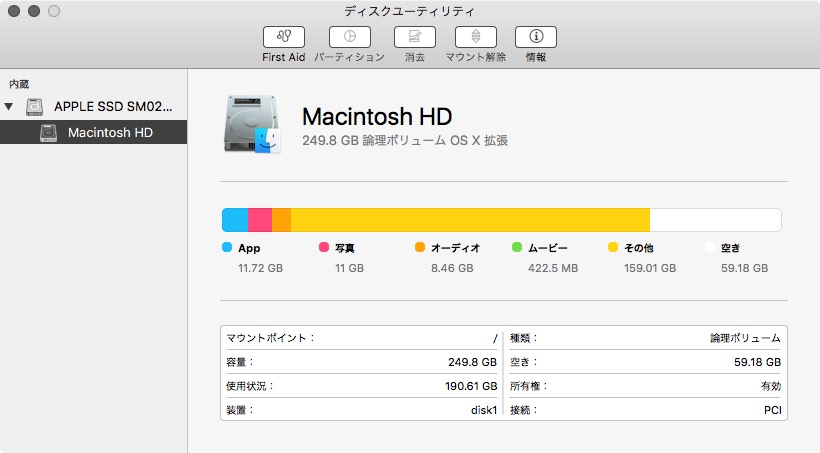 ディスクユーティリティ
First Aid パーティション 消去 マウント解除 情報
内蔵
APPLE SSD SM02...
Macintosh HD
Macintosh HD
249.8 GB 論理ボリューム OS X 拡張
App 写真 オーディオ ムービー その他 空き
11.72 GB 11 GB 8.46 GB 422.5 MB 159.01 GB 59.18 GB
マウントポイント： / 種類： 論理ボリューム
容量： 249.8 GB 空き： 59.18 GB
使用状況： 190.61 GB 所有権： 有効
装置： disk1 接続： PCI